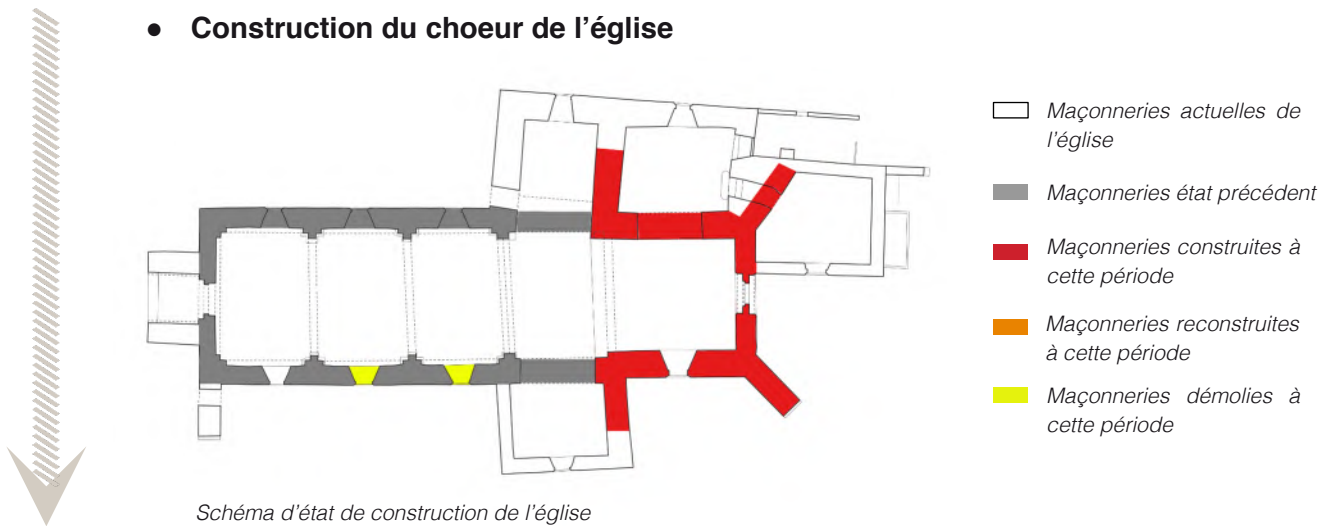 ● Construction du choeur de l'église
Maçonneries actuelles de
l'église
Maçonneries état précédent
Maçonneries construites à
cette période
Maçonneries reconstruites
à cette période
Maçonneries démolies à
cette période
Schéma d'état de construction de l'église